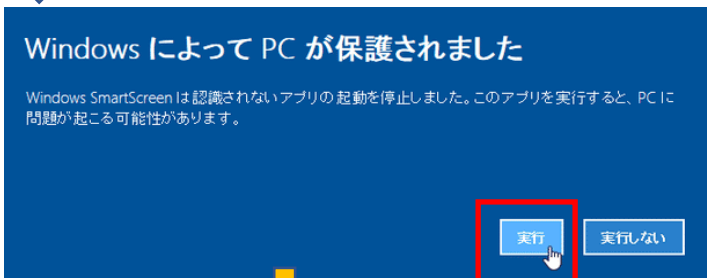 Windows によって PC が保護されました
Windows SmartScreen は認識されないアプリの起動を停止しました。このアプリを実行すると、PC に
問題が起こる可能性があります。
実行
実行しない